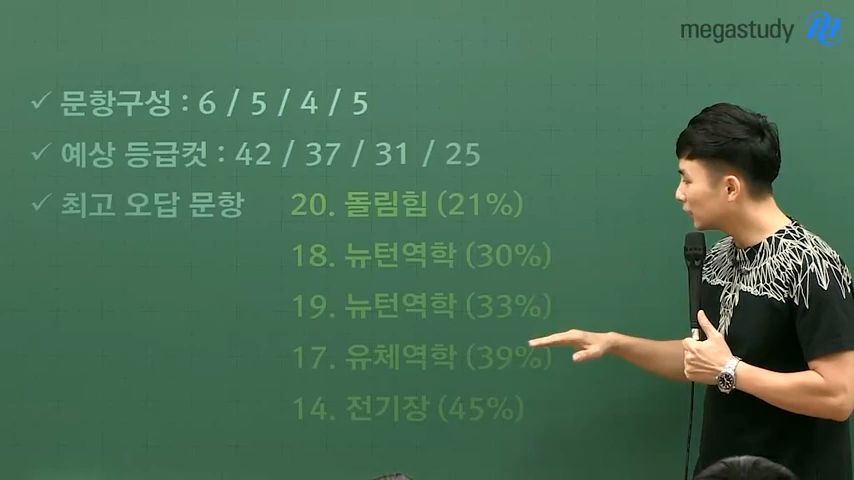 megastudy
✓ 문항구성 : 6 / 5 / 4 / 5
✓ 예상 등급컷 : 42 / 37 / 31 / 25
✓ 최고 오답 문항 20. 돌림힘 (21%)
18. 뉴턴역학 (30%)
19. 뉴턴역학 (33%)
17. 유체역학 (39%)
14. 전기장 (45%)